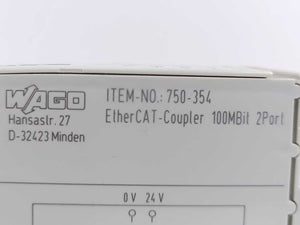 WAGO
Hansastr. 27
D-32423 Minden
ITEM-NO.: 750-354
EtherCAT-Coupler 100MBit 2Port
0V 24V